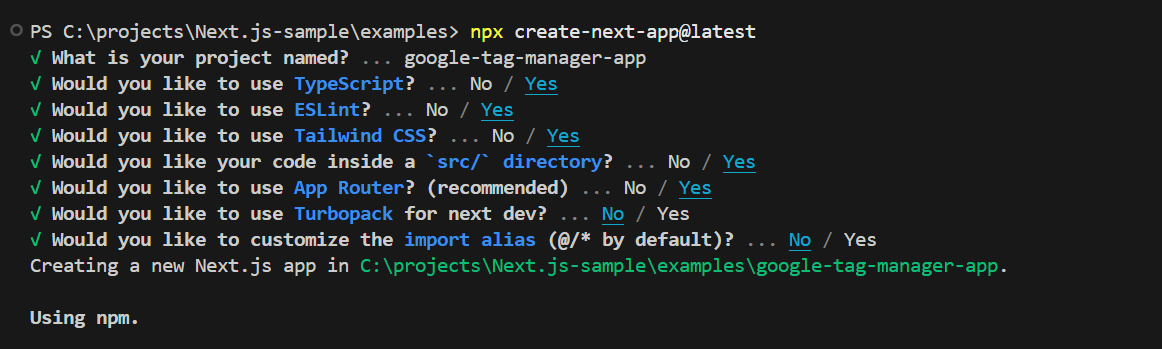 PS C:\projects\Next.js-sample\examples> npx create-next-app@latest
√ What is your project named? ... google-tag-manager-app
√ Would you like to use TypeScript? ... No / Yes
√ Would you like to use ESLint? ... No / Yes
√ Would you like to use Tailwind CSS? ... No / Yes
√ Would you like your code inside a `src/` directory? ... No / Yes
√ Would you like to use App Router? (recommended) ... No / Yes
√ Would you like to use Turbopack for next dev? ... No / Yes
√ Would you like to customize the import alias (@/* by default)? ... No / Yes
Creating a new Next.js app in C:\projects\Next.js-sample\examples\google-tag-manager-app.
Using npm.